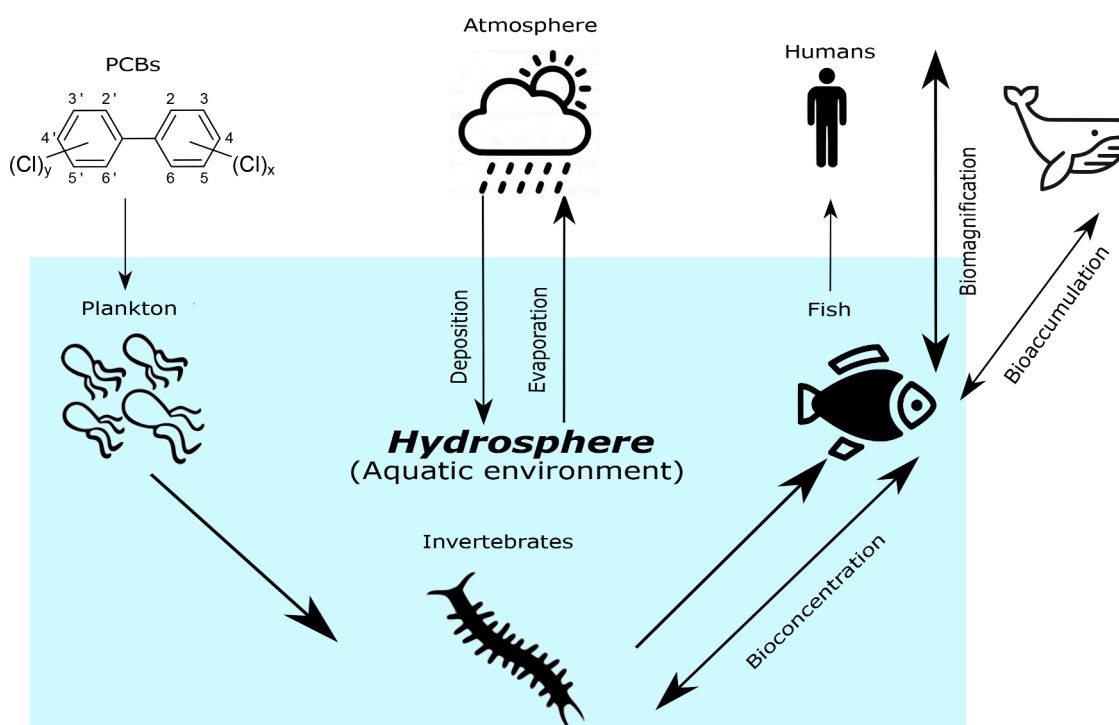 Atmosphere
Humans
PCBs
3' 2' 2 3
4' 4
(Cl)y (Cl)x
5' 6' 6 5
Plankton
Deposition
Evaporation
Fish
Biomagnification
Bioaccumulation
Hydrosphere
(Aquatic environment)
Invertebrates
Bioconcentration